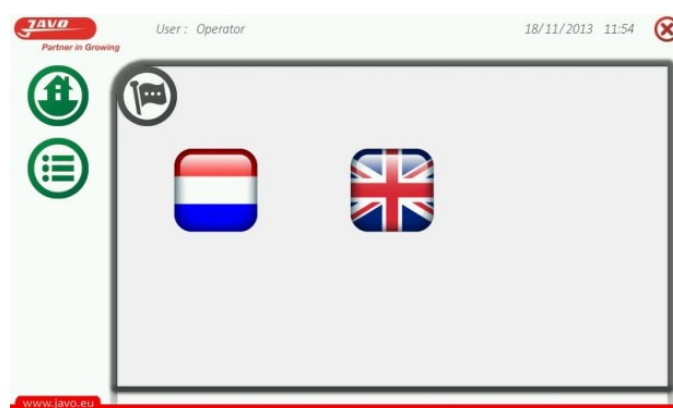 JAVO
Partner in Growing
User : Operator
18/11/2013 11:54
www.javo.eu